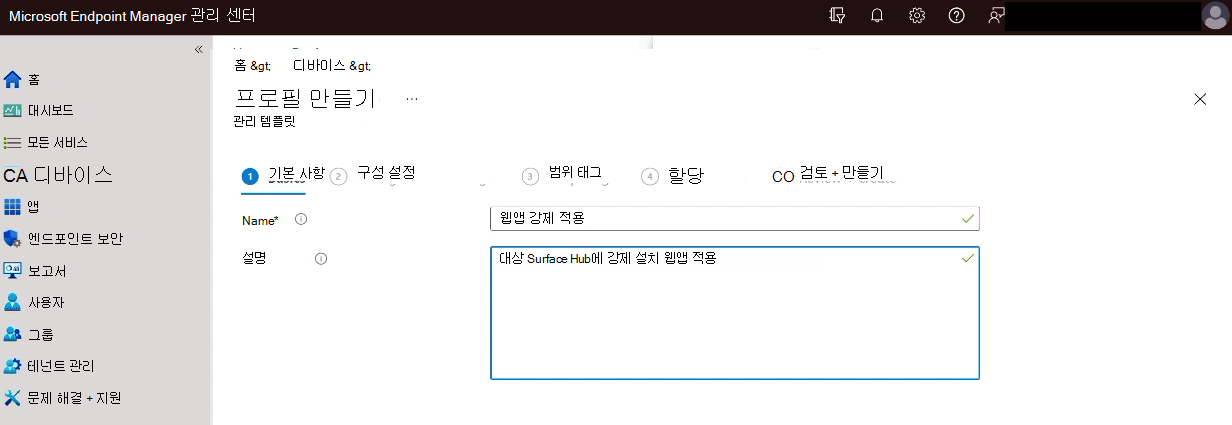 Microsoft Endpoint Manager 관리 센터
홈 &gt; 디바이스 &gt;
프로필 만들기 ...
관리 템플릿
홈
대시보드
모든 서비스
CA 디바이스
앱
엔드포인트 보안
보고서
사용자
그룹
테넌트 관리
문제 해결 + 지원
1 기본 사항 2 구성 설정 3 범위 태그 4 할당 CO 검토 + 만들기
Name* 웹앱 강제 적용
설명 대상 Surface Hub에 강제 설치 웹앱 적용